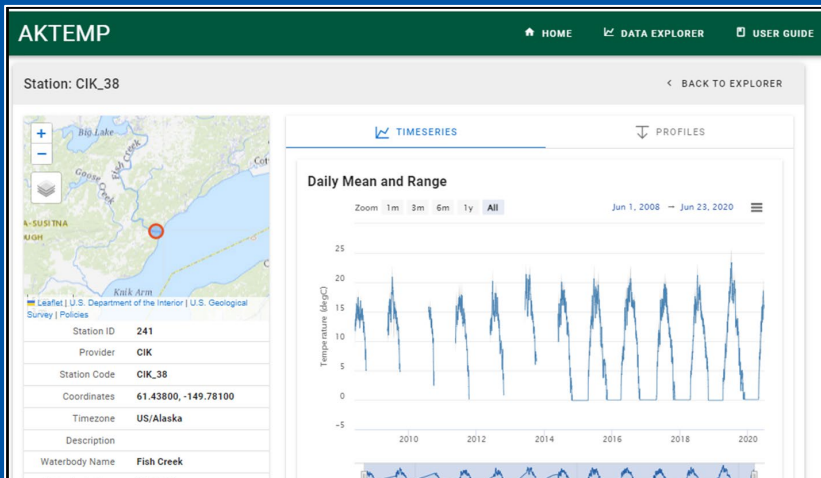 AKTEMP
HOME
DATA EXPLORER
USER GUIDE
Station: CIK_38
BACK TO EXPLORER
+
−
Big Lake
Fish Creek
Goose Creek
Knik Arm
Leaflet | U.S. Department of the Interior | U.S. Geological
Survey | Policies
Station ID 241
Provider CIK
Station Code CIK_38
Coordinates 61.43800, -149.78100
Timezone US/Alaska
Description
Waterbody Name Fish Creek
TIMESERIES
PROFILES
Daily Mean and Range
Zoom 1m 3m 6m 1y All
Jun 1, 2008 → Jun 23, 2020
Temperature (degC)
25
20
15
10
5
0
−5
2010 2012 2014 2016 2018 2020